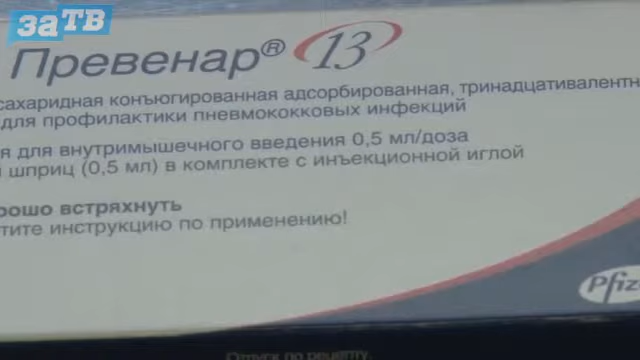 заТВ
Превенар® 13
сахаридная конъюгированная адсорбированная, тринадцативалентн
для профилактики пневмококковых инфекций
я для внутримышечного введения 0,5 мл/доза
шприц (0,5 мл) в комплекте с инъекционной иглой
рошо встряхнуть
тите инструкцию по применению!
Pfiz
Отпуск по рецепту